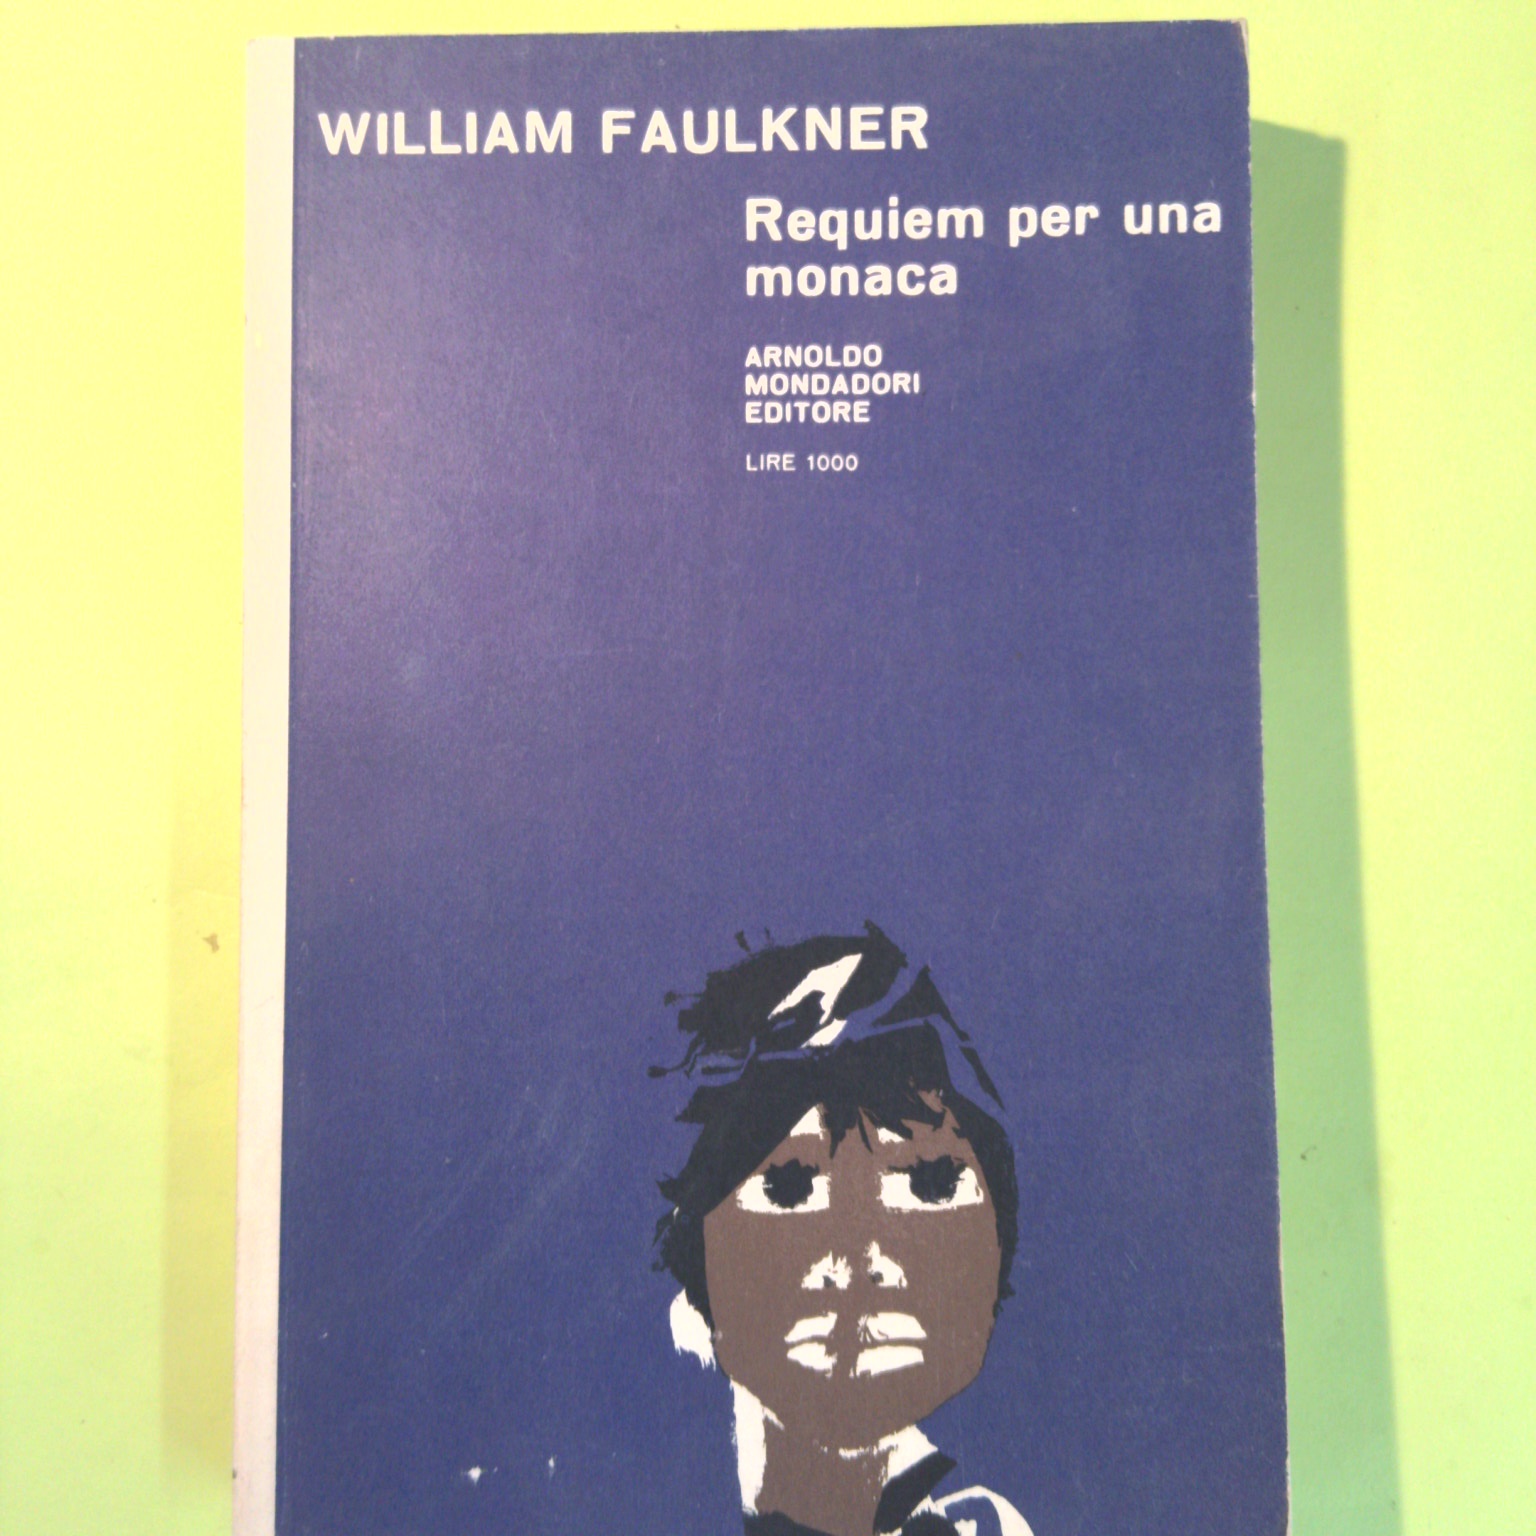 WILLIAM FAULKNER
Requiem per una
monaca
ARNOLDO
MONDADORI
EDITORE
LIRE 1000